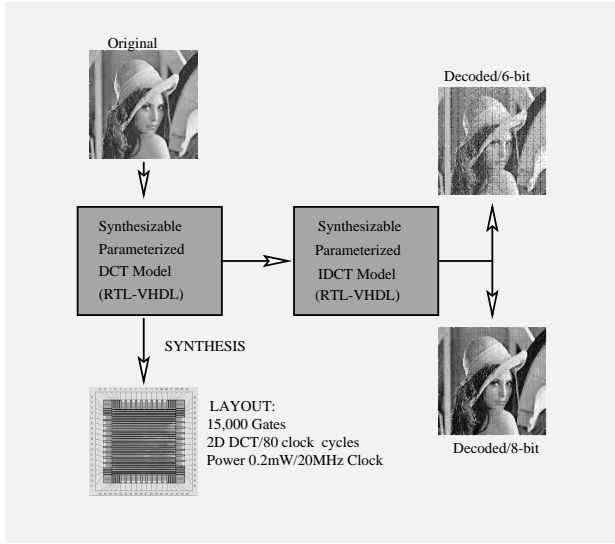 Original
Decoded/6-bit
Synthesizable
Parameterized
DCT Model
(RTL-VHDL)
Synthesizable
Parameterized
IDCT Model
(RTL-VHDL)
SYNTHESIS
LAYOUT:
15,000 Gates
2D DCT/80 clock cycles
Power 0.2mW/20MHz Clock
Decoded/8-bit